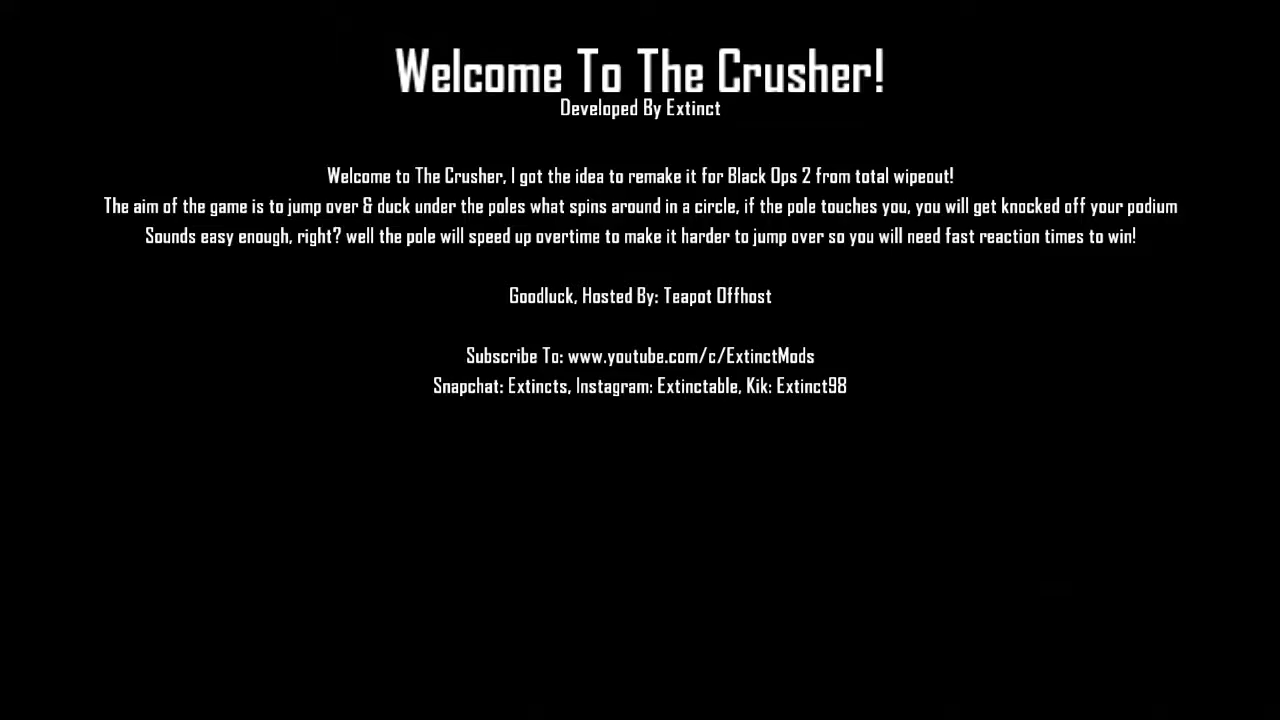 Welcome To The Crusher!
Developed By Extinct
Welcome to The Crusher, I got the idea to remake it for Black Ops 2 from total wipeout!
The aim of the game is to jump over & duck under the poles what spins around in a circle, if the pole touches you, you will get knocked off your podium
Sounds easy enough, right? well the pole will speed up overtime to make it harder to jump over so you will need fast reaction times to win!
Goodluck, Hosted By: Teapot Offhost
Subscribe To: www.youtube.com/c/ExtinctMods
Snapchat: Extincts, Instagram: Extinctable, Kik: Extinct98